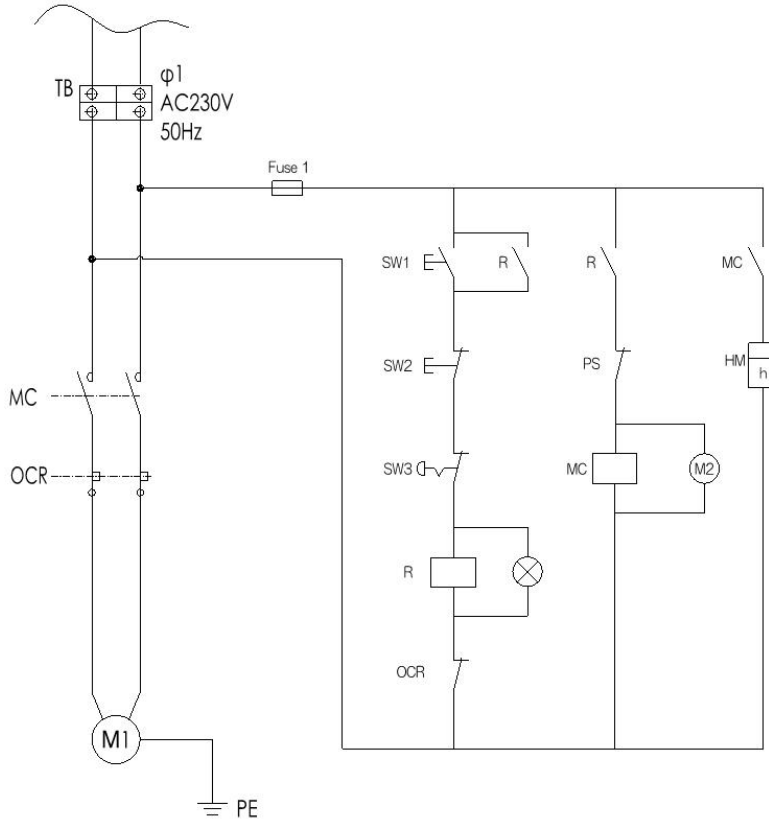 TB
φ1
AC230V
50Hz
Fuse 1
SW1
R
R
MC
SW2
PS
HM
h
MC
OCR
SW3
MC
M2
R
OCR
M1
PE